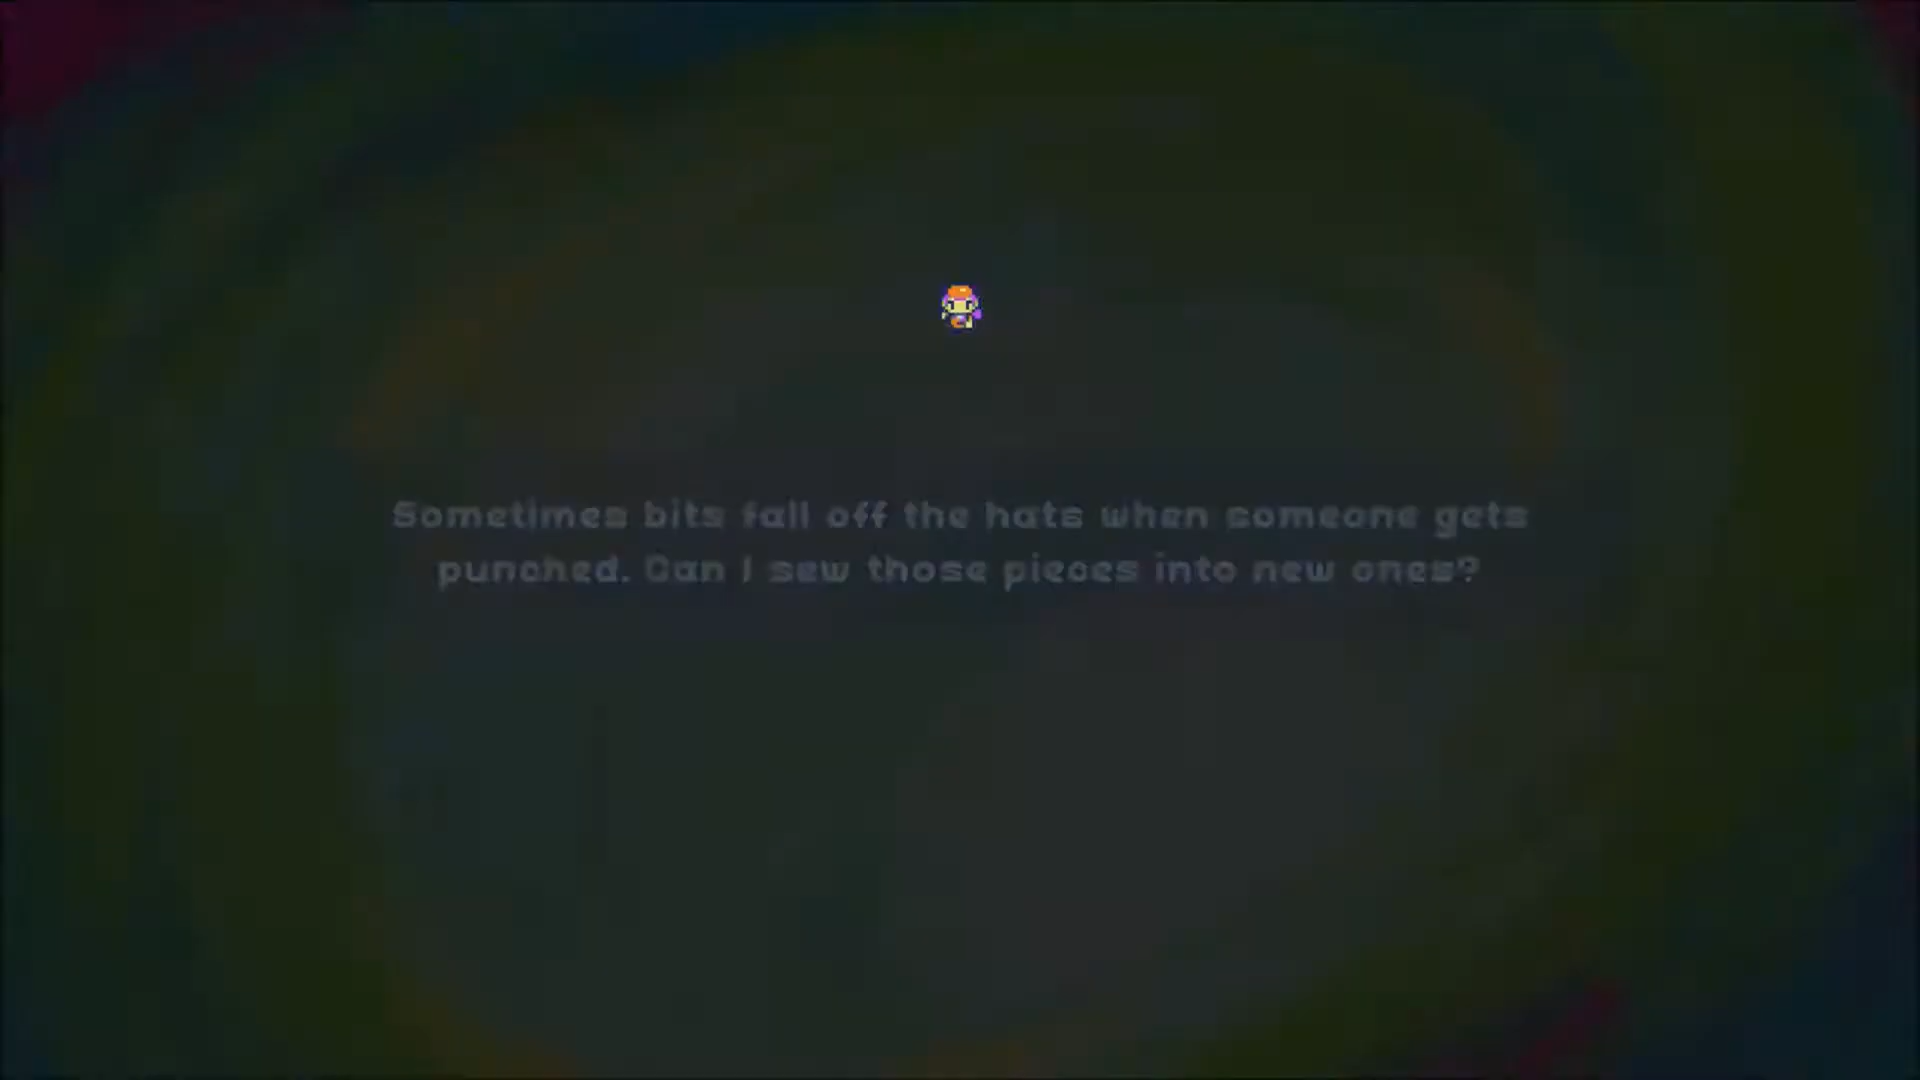 Sometimes bits fall off the hats when someone gets
punched. Can I sew those pieces into new ones?